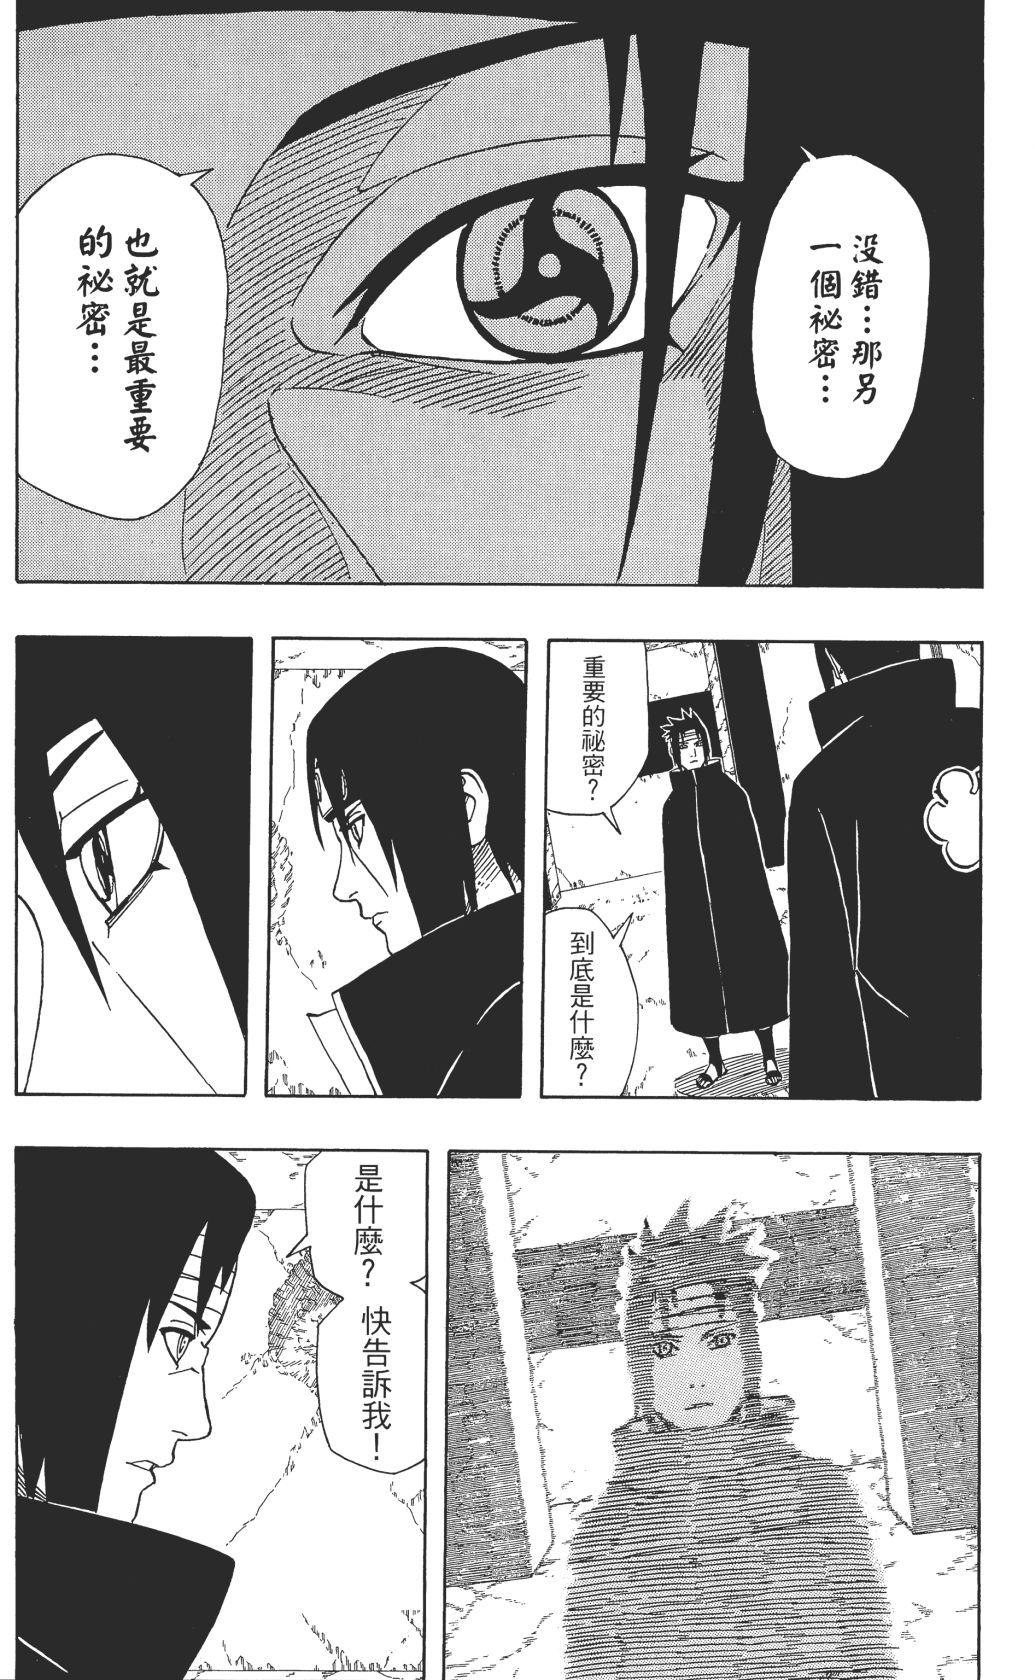 沒錯…那另
一個祕密…
也就是最重要
的祕密…
重要的祕密？
到底是什麼？
是什麼？
快告訴我！